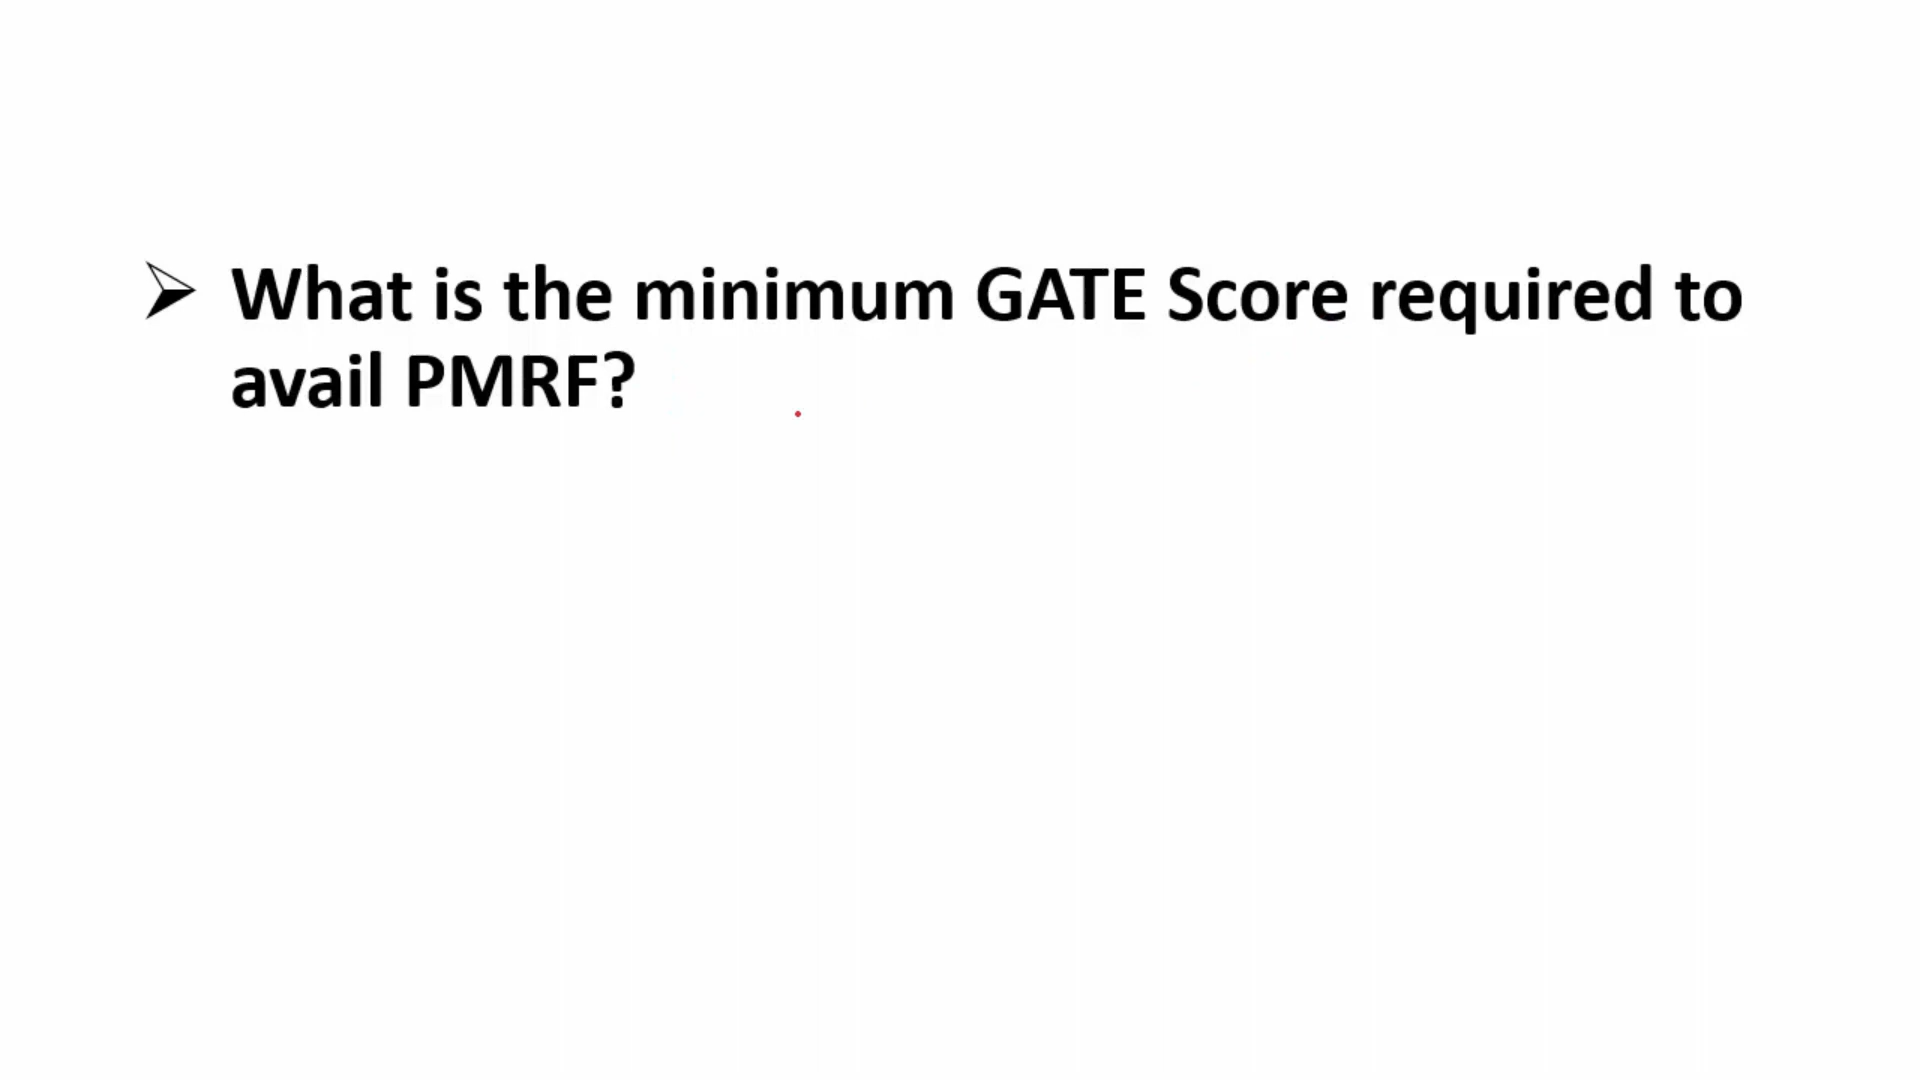 ➢ What is the minimum GATE Score required to
avail PMRF?